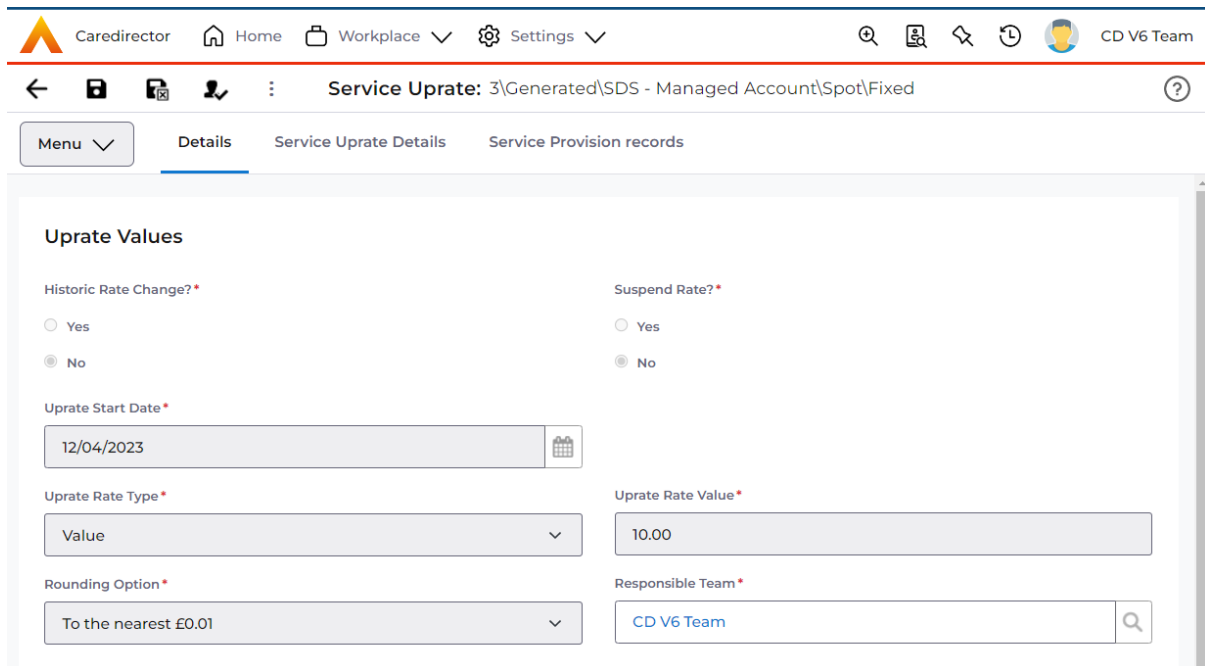 Caredirector Home Workplace Settings CD V6 Team
Service Uprate: 3\Generated\SDS - Managed Account\Spot\Fixed
Menu Details Service Uprate Details Service Provision records
Uprate Values
Historic Rate Change?* Suspend Rate?*
Yes Yes
No No
Uprate Start Date*
12/04/2023
Uprate Rate Type* Uprate Rate Value*
Value 10.00
Rounding Option* Responsible Team*
To the nearest £0.01 CD V6 Team